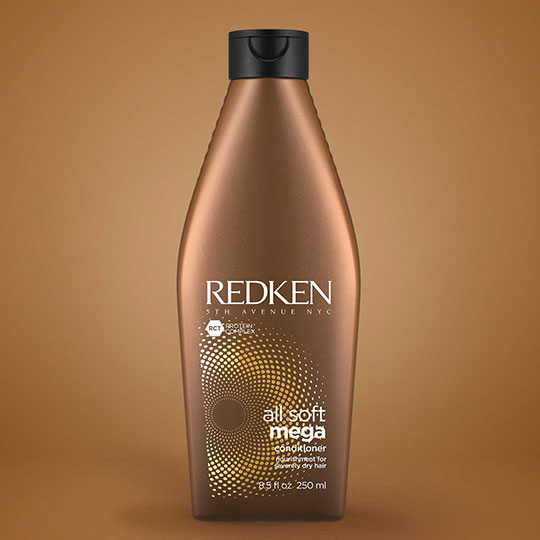 REDKEN
5TH AVENUE NYC
RCT PROTEIN
COMPLEX
all soft
mega
conditioner
nourishment for
severely dry hair
8.5 fl oz 250 ml